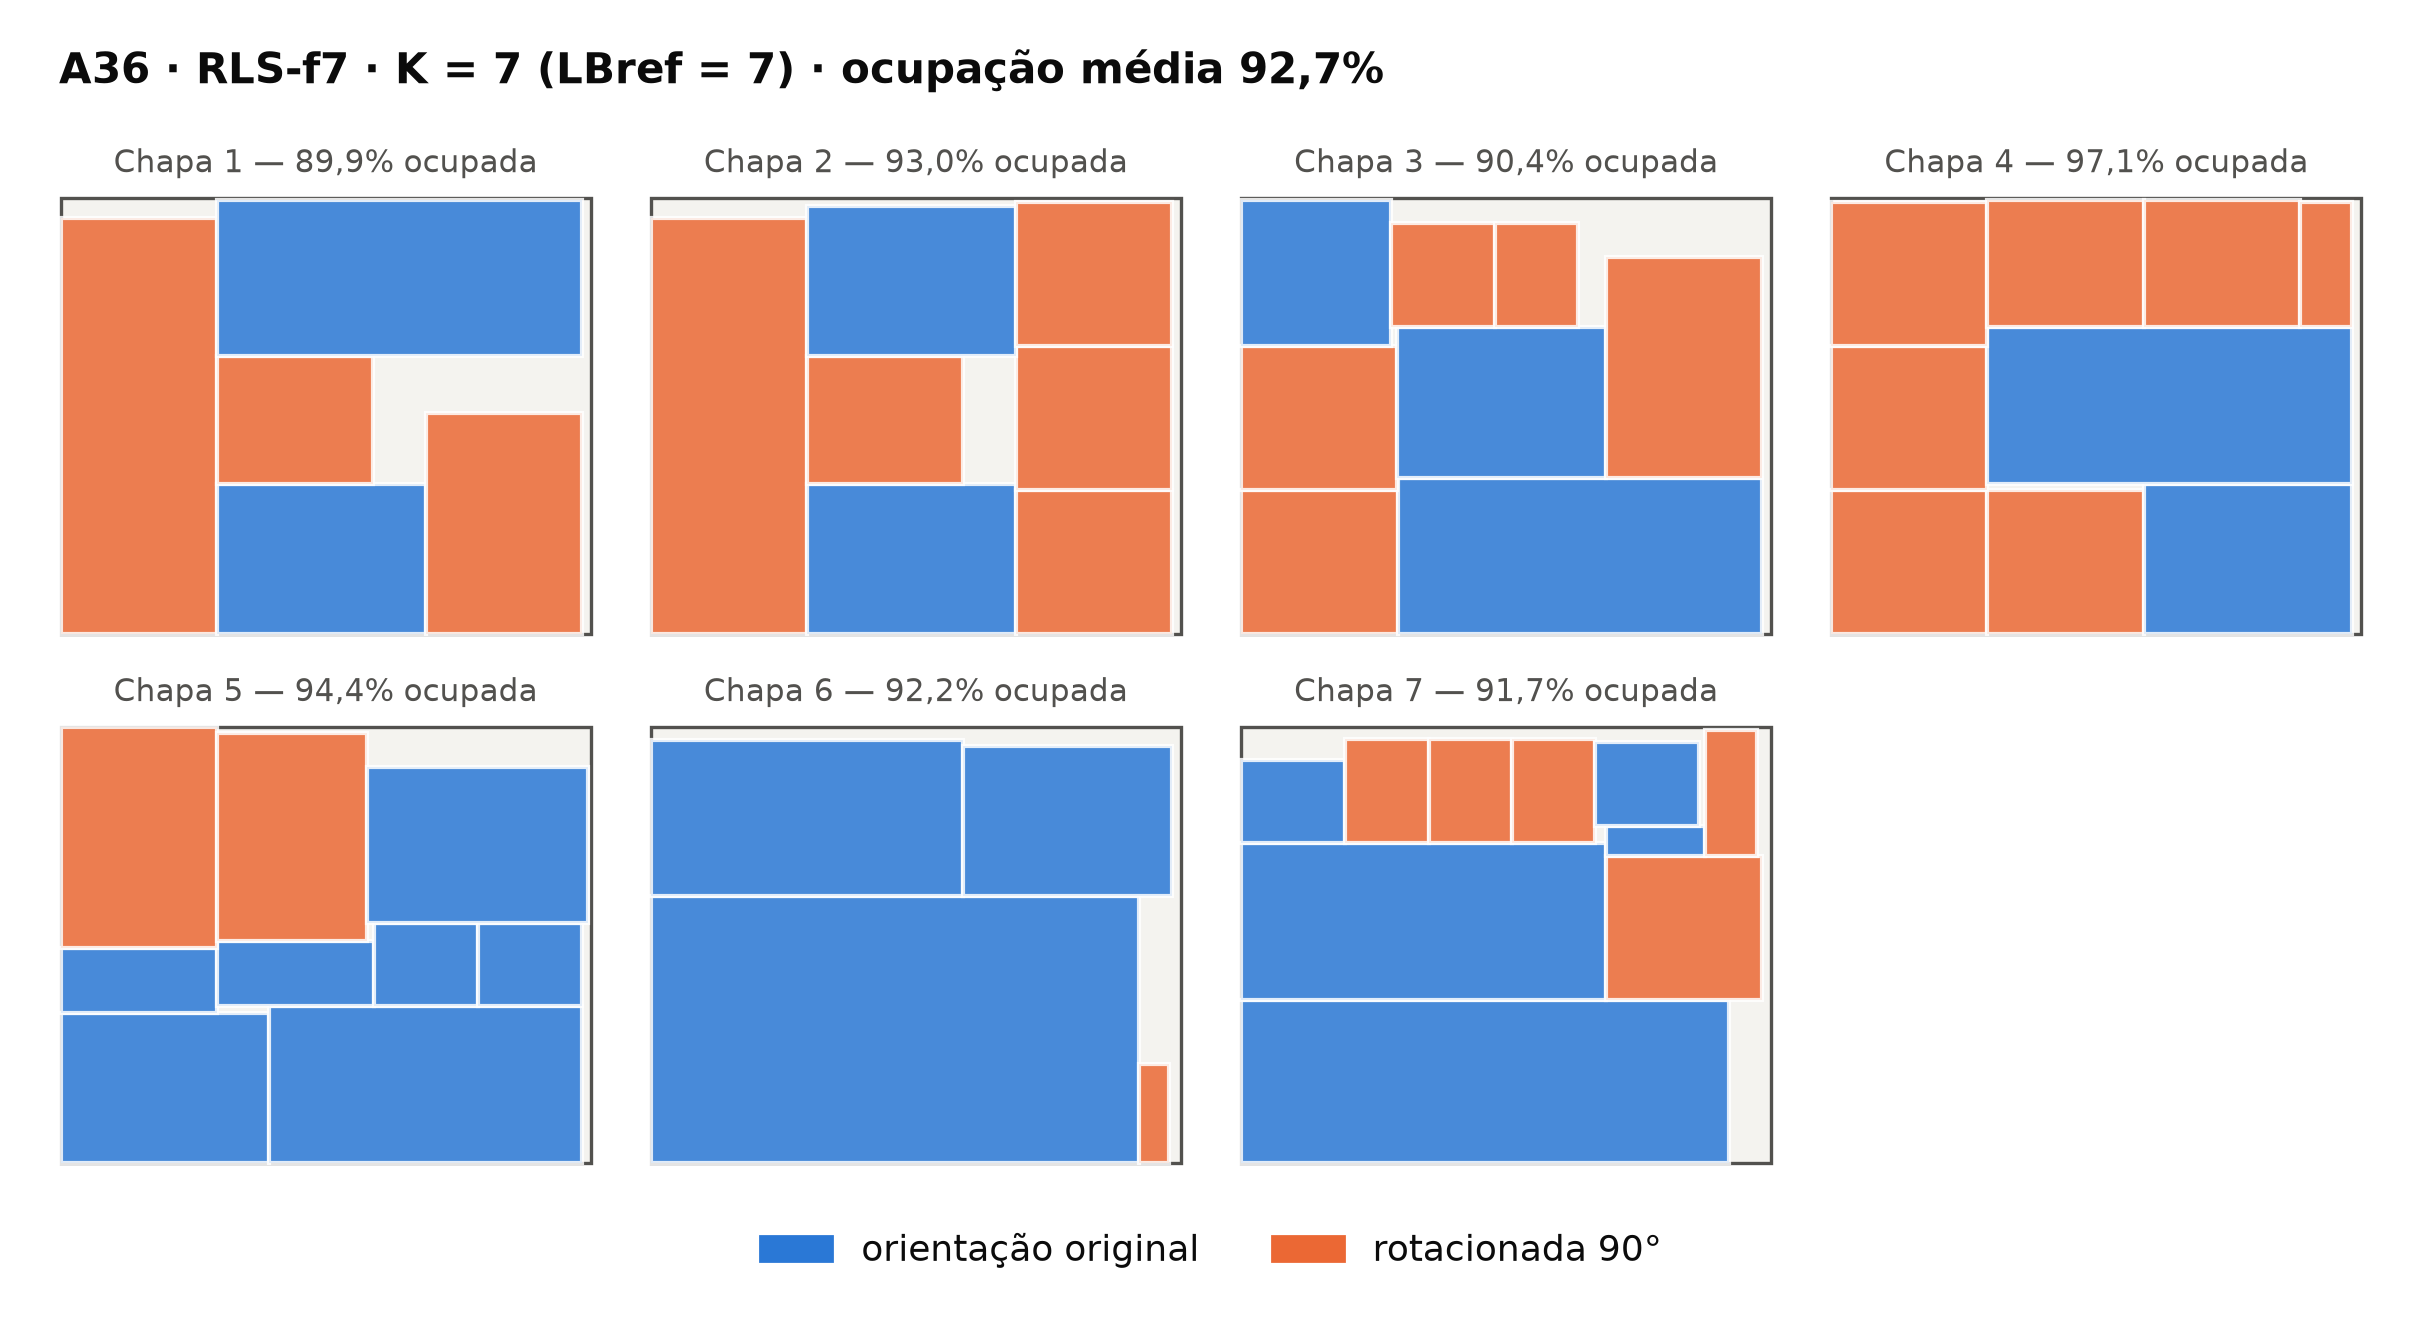 A36 · RLS-f7 · K = 7 (LBref = 7) · ocupação média 92,7%
Chapa 1 — 89,9% ocupada
Chapa 2 — 93,0% ocupada
Chapa 3 — 90,4% ocupada
Chapa 4 — 97,1% ocupada
Chapa 5 — 94,4% ocupada
Chapa 6 — 92,2% ocupada
Chapa 7 — 91,7% ocupada
orientação original
rotacionada 90°